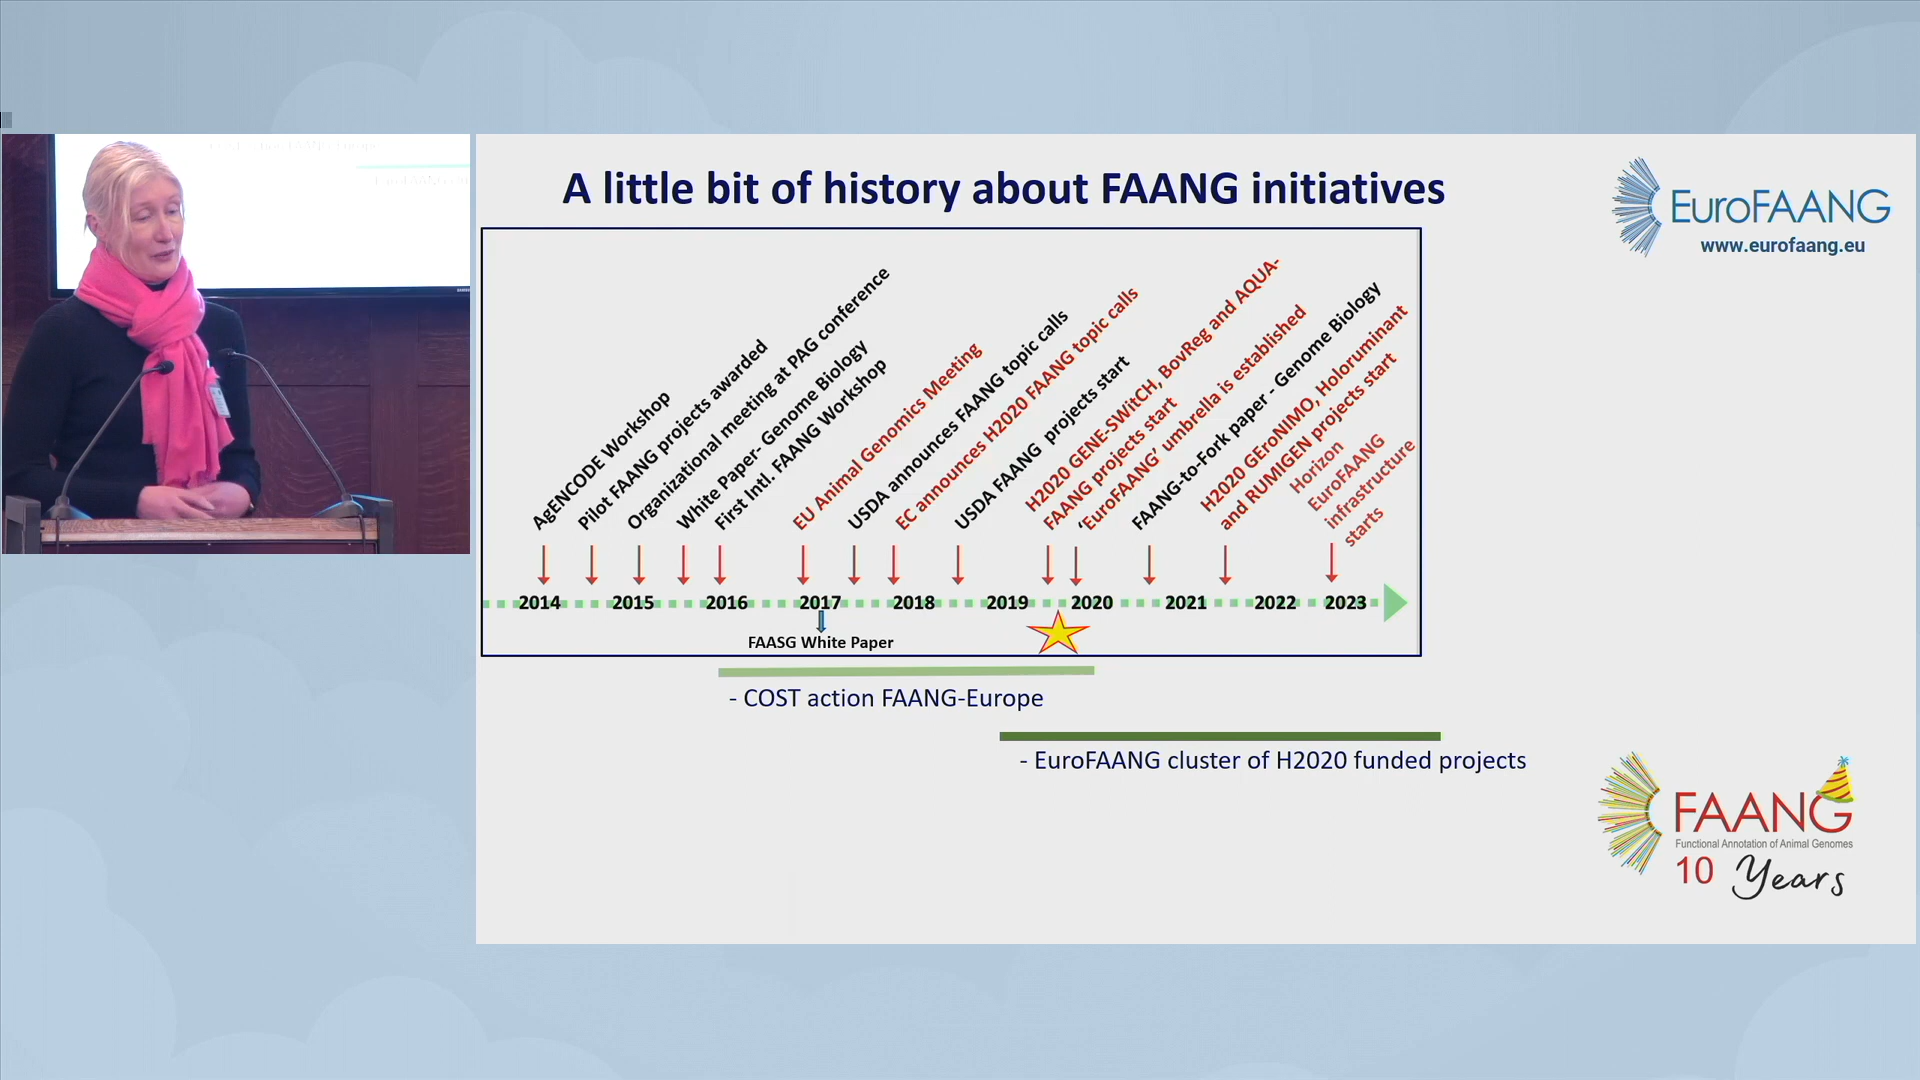 A little bit of history about FAANG initiatives
EuroFAANG
www.eurofaang.eu
AgENCODE Workshop
Pilot FAANG projects awarded
Organizational meeting at PAG conference
White Paper- Genome Biology
First Intl. FAANG Workshop
EU Animal Genomics Meeting
USDA announces FAANG topic calls
EC announces H2020 FAANG topic calls
USDA FAANG projects start
H2020 GENE-SWitCH, BovReg and AQUA-
FAANG projects start
‘EuroFAANG’ umbrella is established
FAANG-to-Fork paper - Genome Biology
H2020 GEroNIMO, Holoruminant
and RUMIGEN projects start
Horizon
EuroFAANG
infrastructure
starts
2014 2015 2016 2017 2018 2019 2020 2021 2022 2023
FAASG White Paper
- COST action FAANG-Europe
- EuroFAANG cluster of H2020 funded projects
FAANG
Functional Annotation of Animal Genomes
10 Years